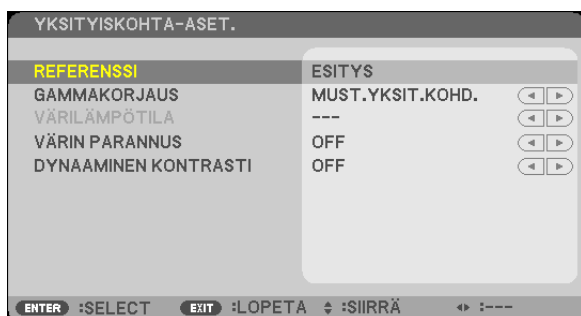 YKSITYISKOHTA-ASET.
REFERENSSI ESITYS
GAMMAKORJAUS MUST.YKSIT.KOHD.
VÄRILÄMPÖTILA ---
VÄRIN PARANNUS OFF
DYNAAMINEN KONTRASTI OFF
ENTER :SELECT EXIT :LOPETA :SIIRRÄ :---